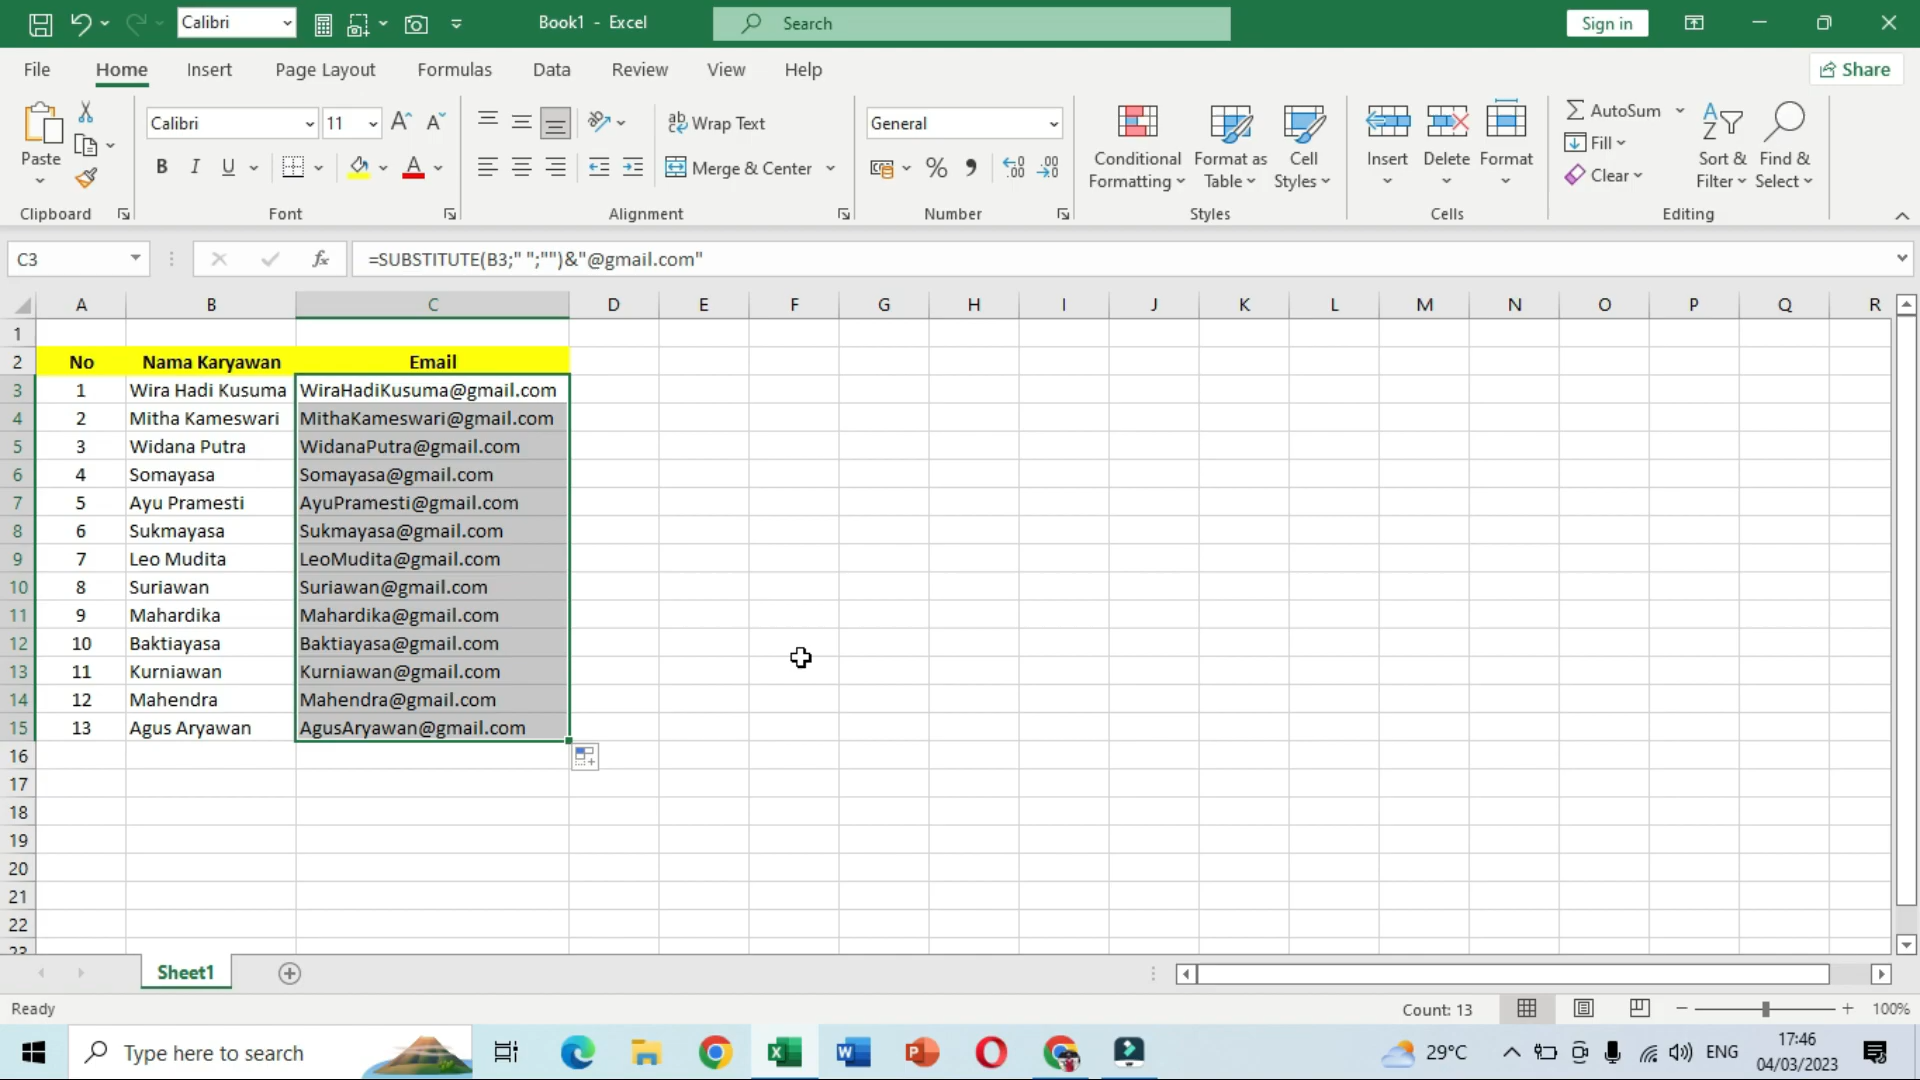 Calibri
Book1 - Excel
Search
Sign in
File Home Insert Page Layout Formulas Data Review View Help
Share
Paste
Clipboard
Calibri 11
B I U
Font
Wrap Text
Merge & Center
Alignment
General
% 9
Number
Conditional Formatting
Format as Table
Cell Styles
Styles
Insert
Delete
Format
Cells
AutoSum
Fill
Clear
Sort & Filter
Find & Select
Editing
C3 fx =SUBSTITUTE(B3;" ";"")&"@gmail.com"
A B C D E F G H I J K L M N O P Q R
1
2 No Nama Karyawan Email
3 1 Wira Hadi Kusuma WiraHadiKusuma@gmail.com
4 2 Mitha Kameswari MithaKameswari@gmail.com
5 3 Widana Putra WidanaPutra@gmail.com
6 4 Somayasa Somayasa@gmail.com
7 5 Ayu Pramesti AyuPramesti@gmail.com
8 6 Sukmayasa Sukmayasa@gmail.com
9 7 Leo Mudita LeoMudita@gmail.com
10 8 Suriawan Suriawan@gmail.com
11 9 Mahardika Mahardika@gmail.com
12 10 Baktiayasa Baktiayasa@gmail.com
13 11 Kurniawan Kurniawan@gmail.com
14 12 Mahendra Mahendra@gmail.com
15 13 Agus Aryawan AgusAryawan@gmail.com
16
17
18
19
20
21
22
23
Sheet1
Ready
Count: 13
100%
Type here to search
29°C
ENG
17:46
04/03/2023